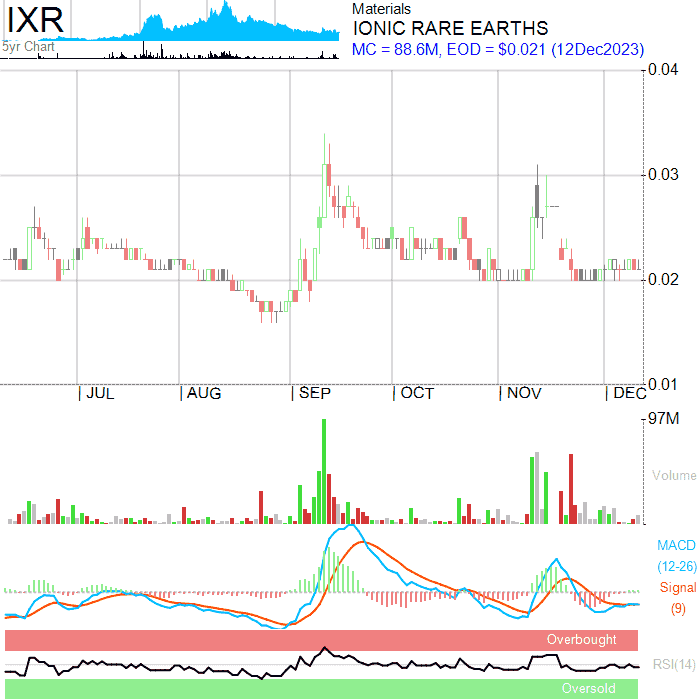 IXR
5yr Chart
Materials
IONIC RARE EARTHS
MC = 88.6M, EOD = $0.021 (12Dec2023)
0.04
0.03
0.02
0.01
| JUL | AUG | SEP | OCT | NOV | DEC
97M
Volume
MACD
(12-26)
Signal
(9)
Overbought
RSI(14)
Oversold